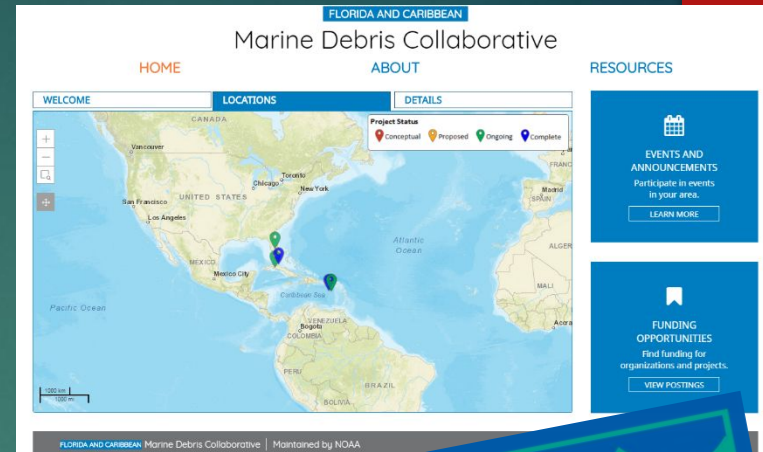 FLORIDA AND CARIBBEAN
Marine Debris Collaborative
HOME ABOUT RESOURCES
WELCOME LOCATIONS DETAILS
Project Status
Conceptual Proposed Ongoing Complete
CANADA
Vancouver
Toronto
Chicago
New York
San Francisco
UNITED STATES
Los Angeles
Madrid
SPAIN
Atlantic
Ocean
ALGER
MEXICO
Mexico City
MALI
Caribbean Sea
Pacific Ocean
VENEZUELA
Bogota
COLOMBIA
Accra
PERU
BRAZIL
BOLIVIA
FRANC
1000 km
1000 mi
EVENTS AND
ANNOUNCEMENTS
Participate in events
in your area.
LEARN MORE
FUNDING
OPPORTUNITIES
Find funding for
organizations and projects.
VIEW POSTINGS
FLORIDA AND CARIBBEAN Marine Debris Collaborative | Maintained by NOAA